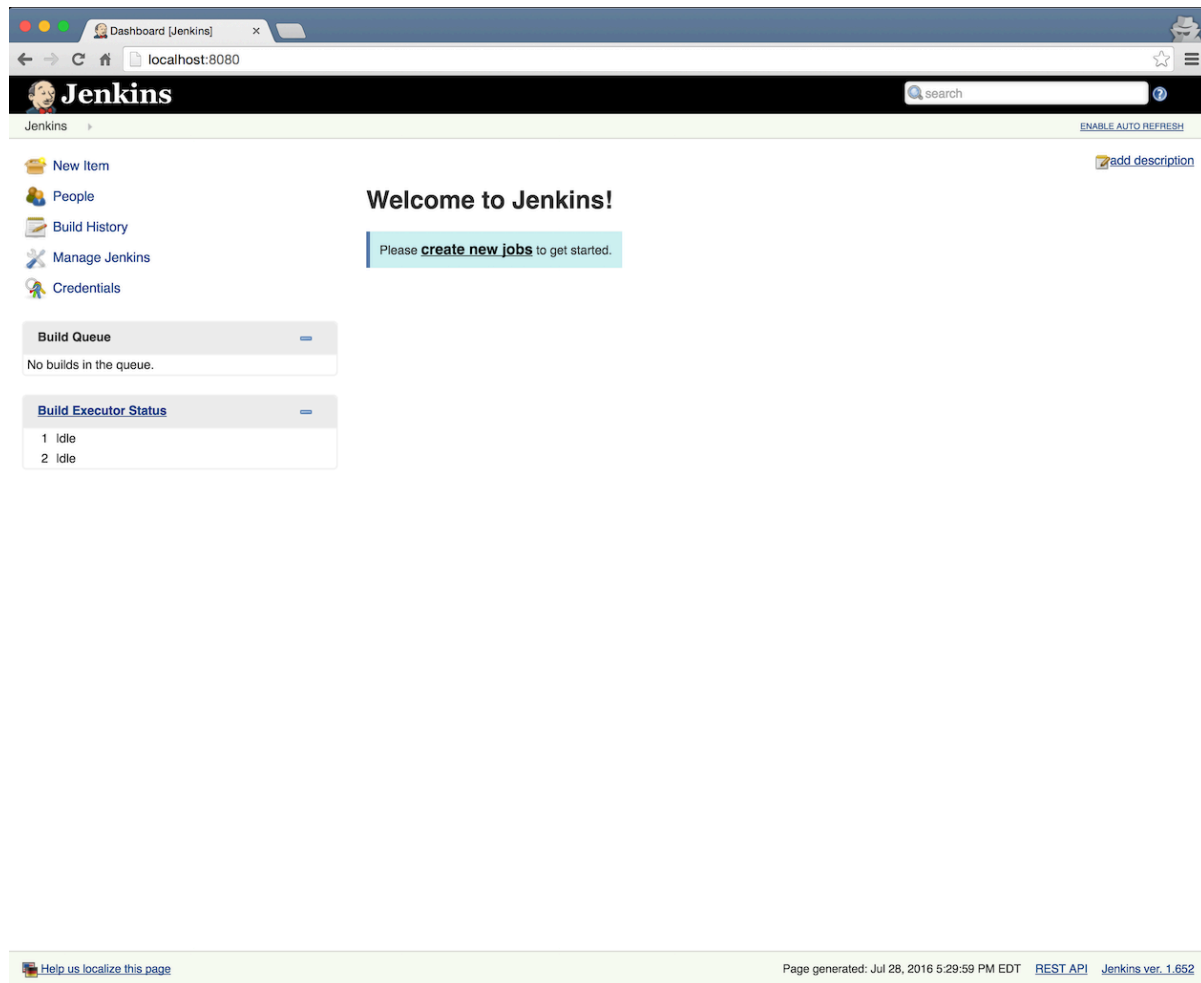 Dashboard [Jenkins]
localhost:8080
Jenkins
search
Jenkins
ENABLE AUTO REFRESH
New Item
People
Build History
Manage Jenkins
Credentials
Build Queue
No builds in the queue.
Build Executor Status
1 Idle
2 Idle
add description
Welcome to Jenkins!
Please create new jobs to get started.
Help us localize this page
Page generated: Jul 28, 2016 5:29:59 PM EDT REST API Jenkins ver. 1.652